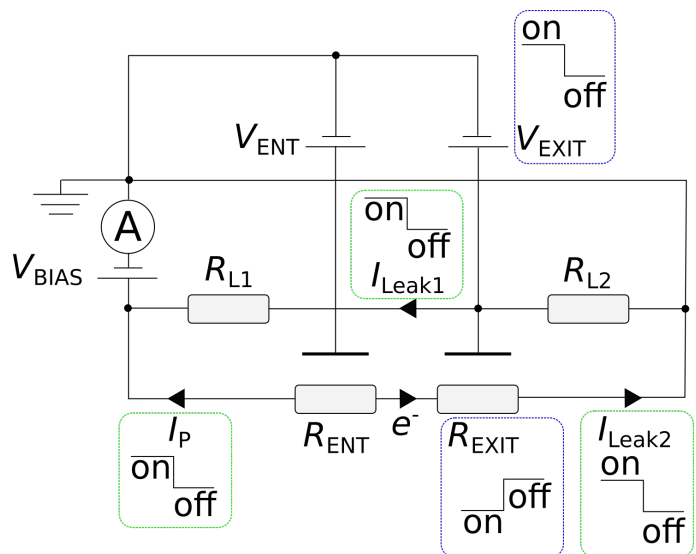 on
off
V_ENT
V_EXIT
A
on
off
V_BIAS
R_L1
I_Leak1
R_L2
I_P
R_ENT
e⁻
R_EXIT
I_Leak2
on
off
on
off
on
off